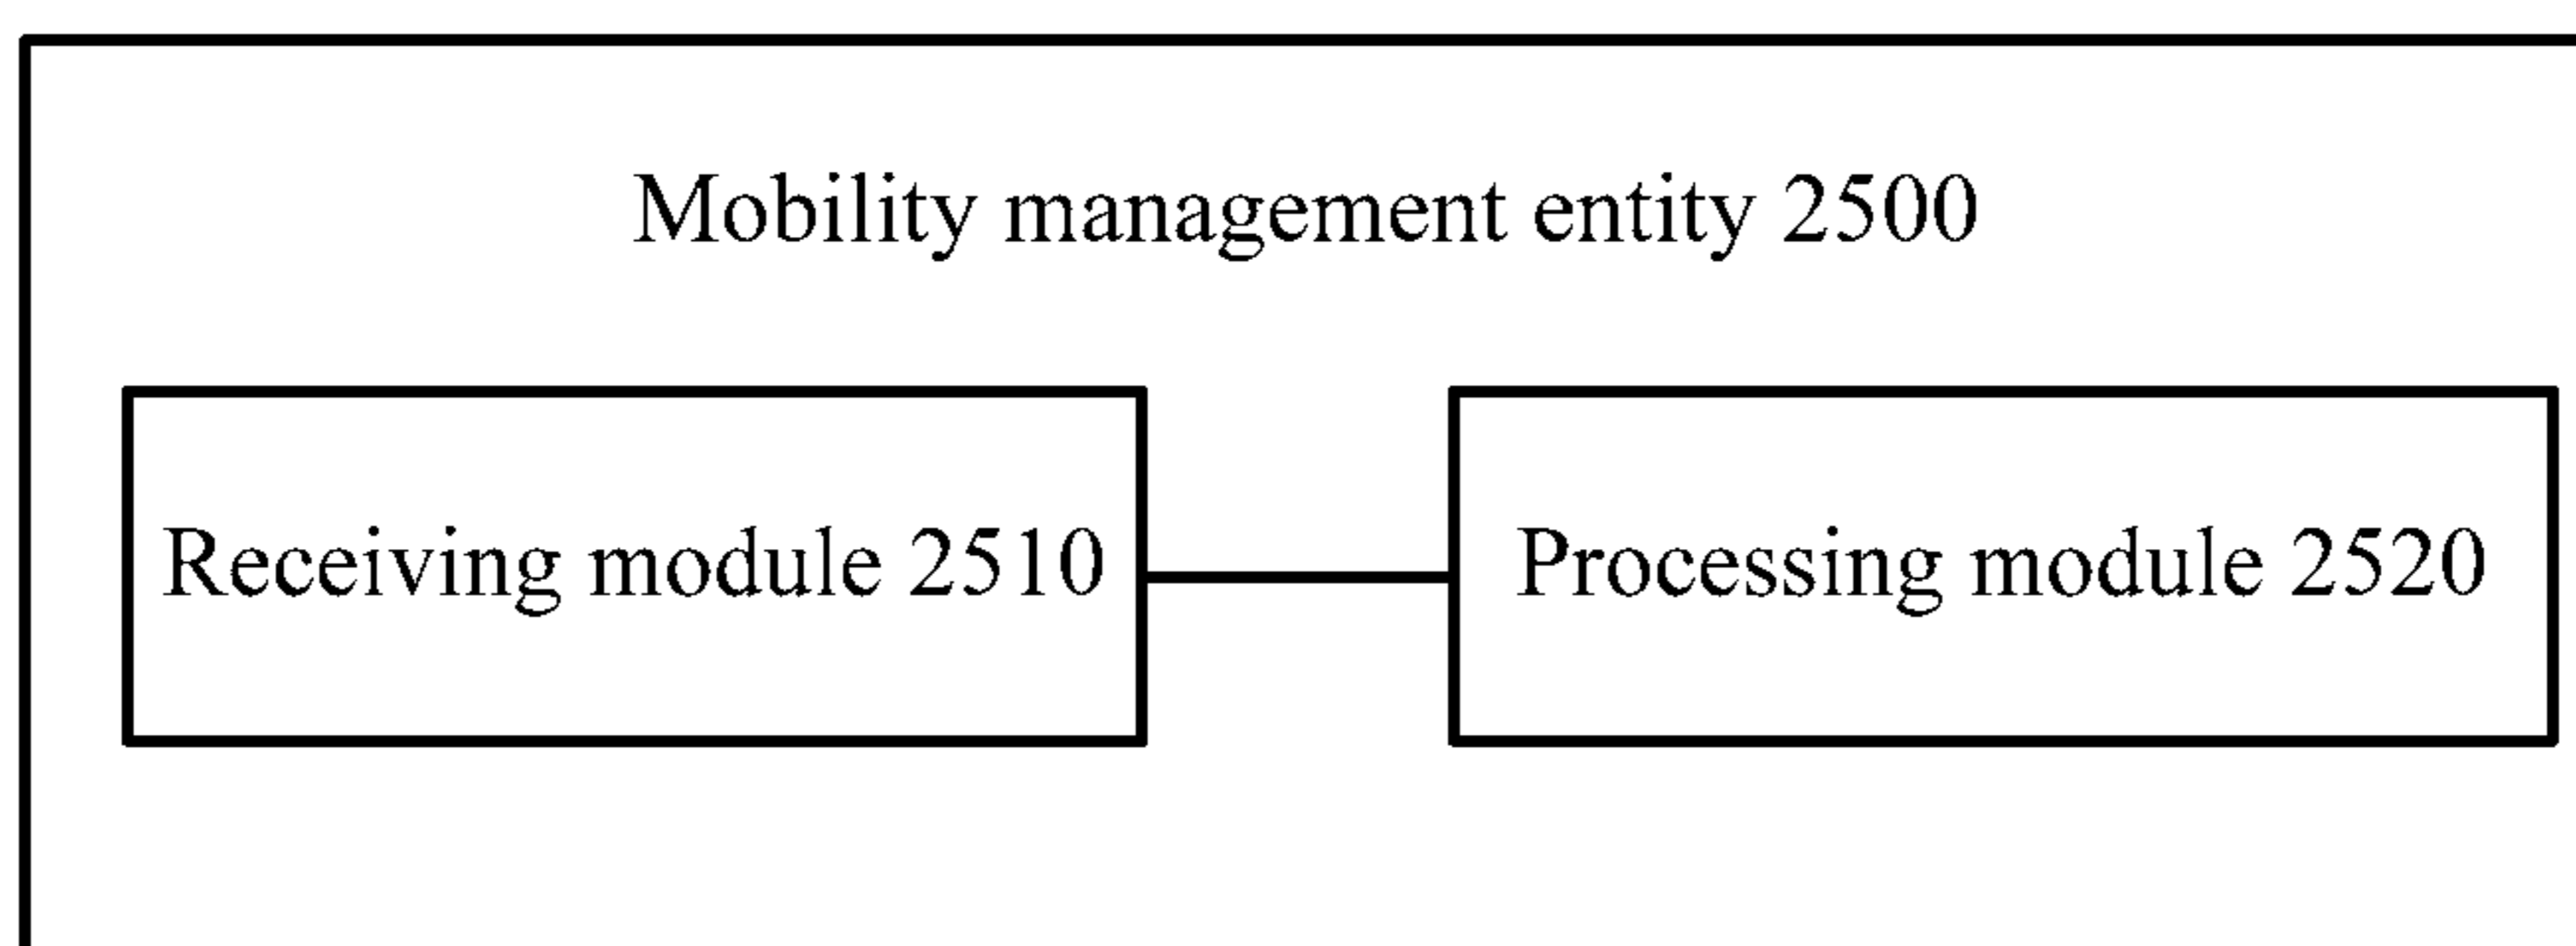 Mobility management entity 2500
Receiving module 2510
Processing module 2520